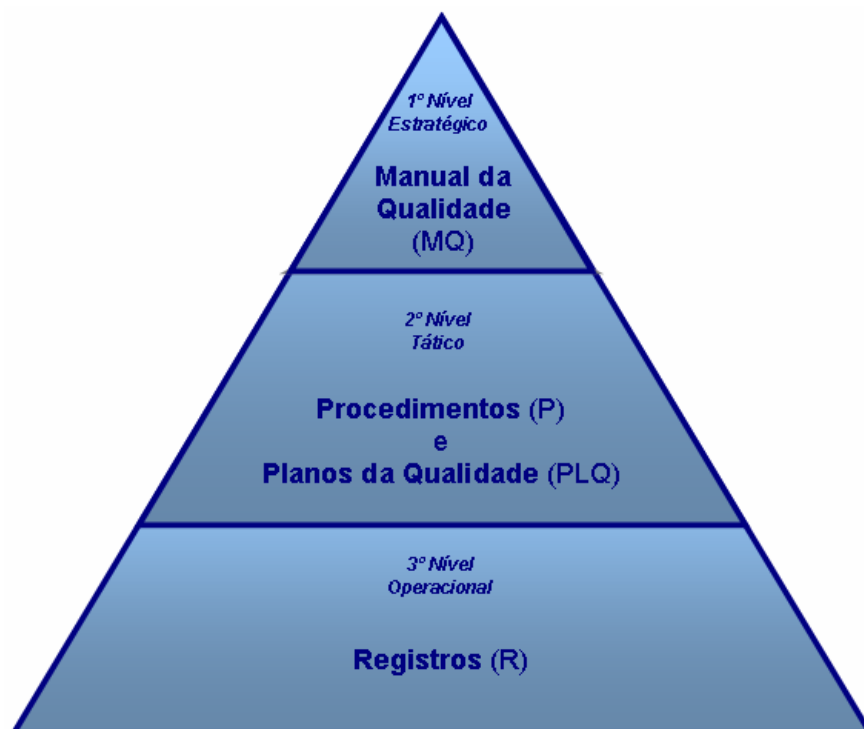 1º Nível
Estratégico
Manual da
Qualidade
(MQ)
2º Nível
Tático
Procedimentos (P)
e
Planos da Qualidade (PLQ)
3º Nível
Operacional
Registros (R)